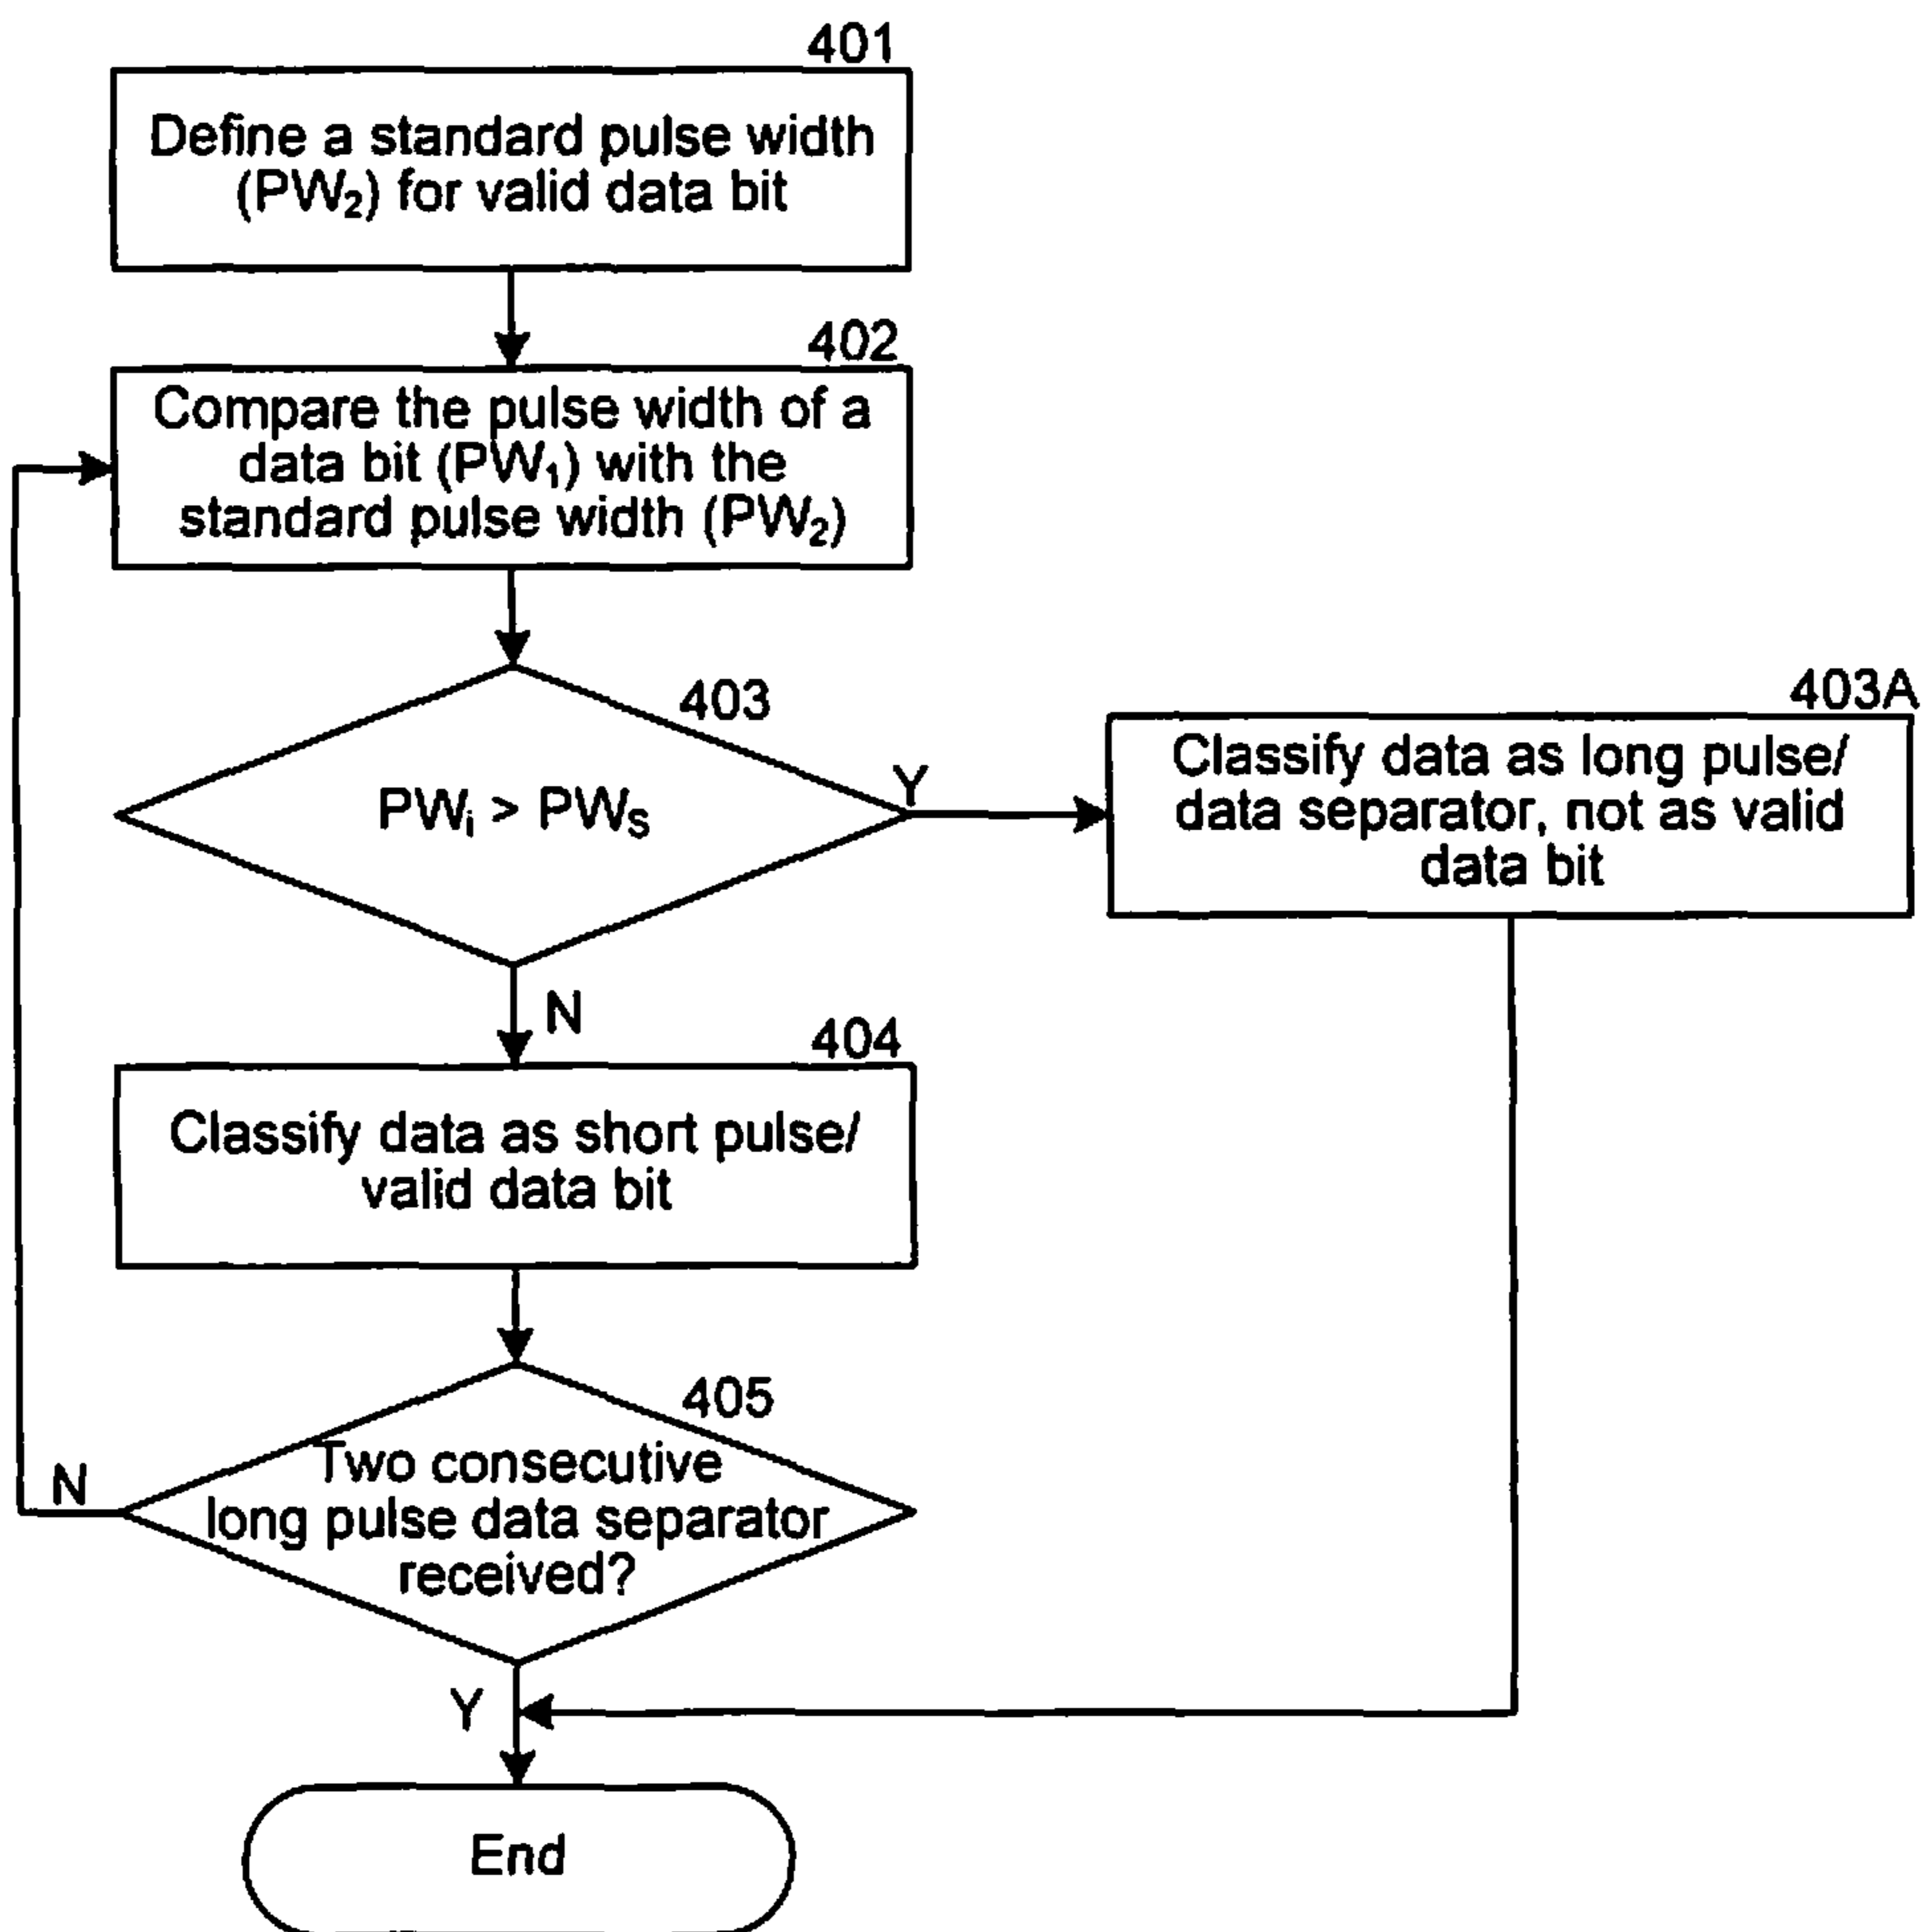 401
Define a standard pulse width
(PW₂) for valid data bit
402
Compare the pulse width of a
data bit (PW₁) with the
standard pulse width (PW₂)
403
PWᵢ > PWₛ
Y
403A
Classify data as long pulse/
data separator, not as valid
data bit
N
404
Classify data as short pulse/
valid data bit
405
Two consecutive
long pulse data separator
received?
N
Y
End